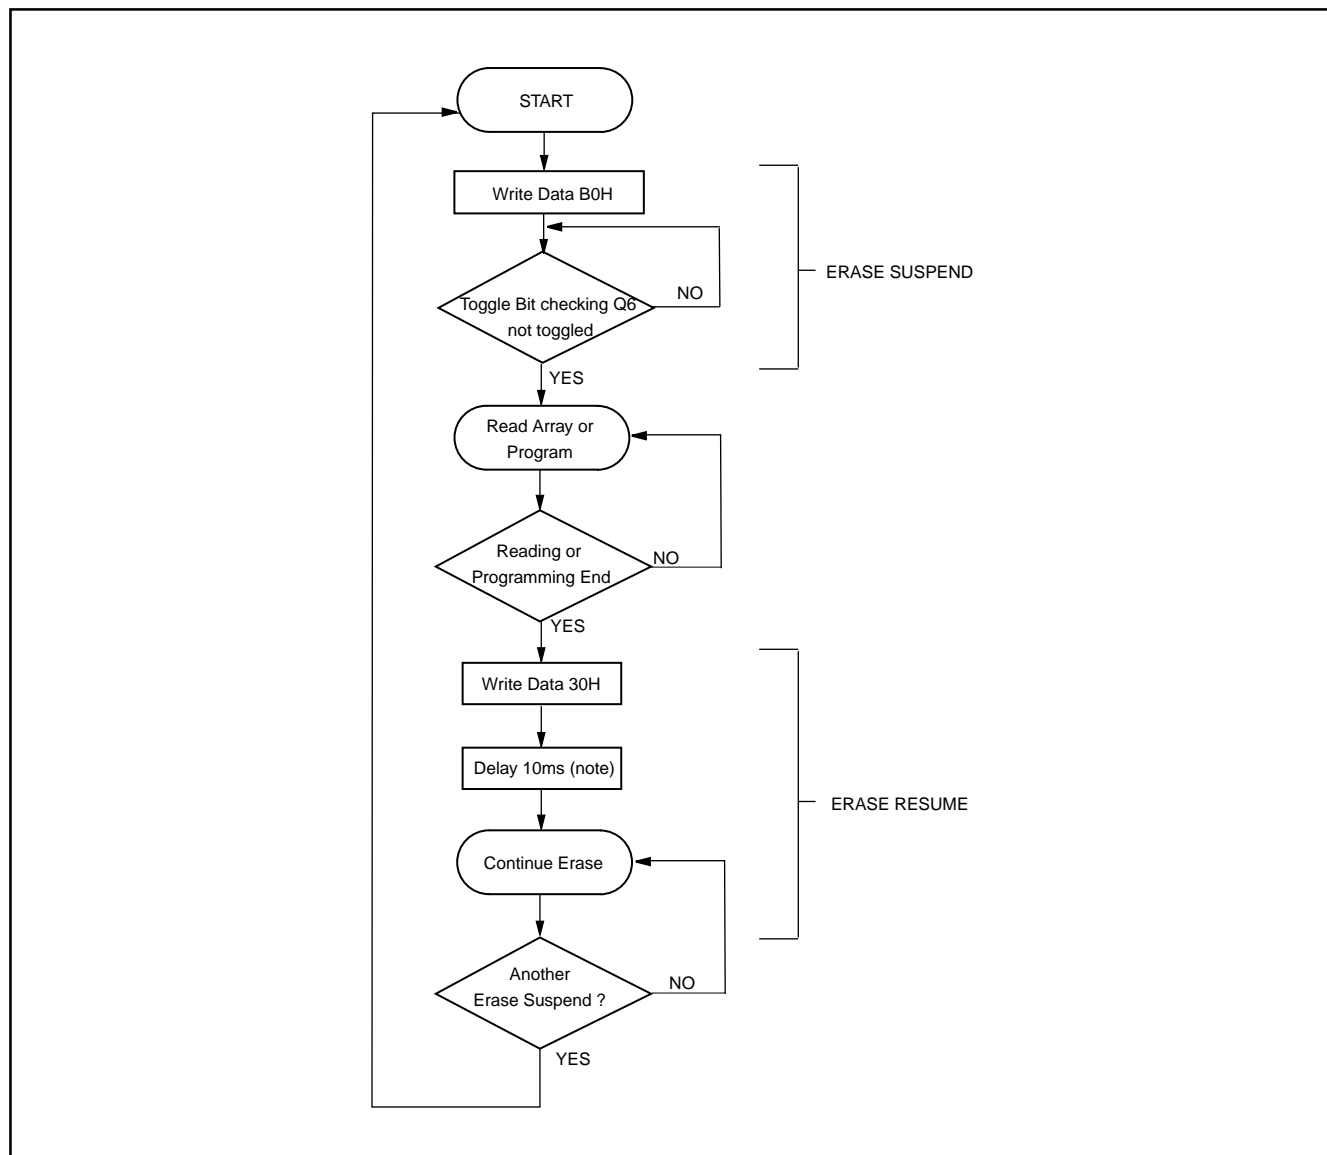 START
Write Data B0H
ERASE SUSPEND
NO
Toggle Bit checking Q6
not toggled
YES
Read Array or
Program
Reading or
NO
Programming End
YES
Write Data 30H
Delay 10ms (note)
ERASE RESUME
Continue Erase
Another
NO
Erase Suspend ?
YES